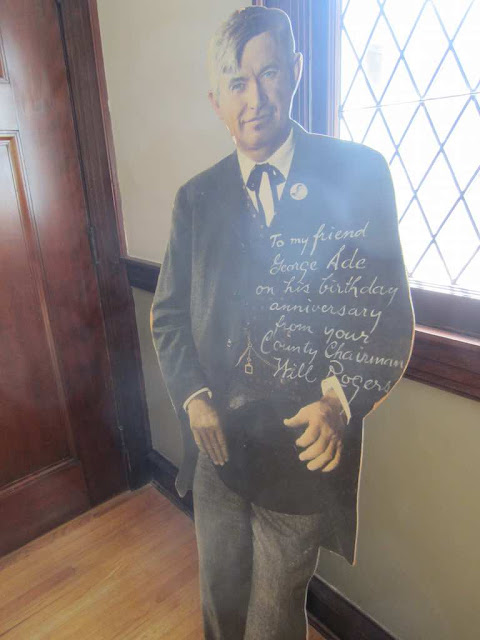 To my friend
George Ade
on his birthday
anniversary
from your
County Chairman
Will Rogers